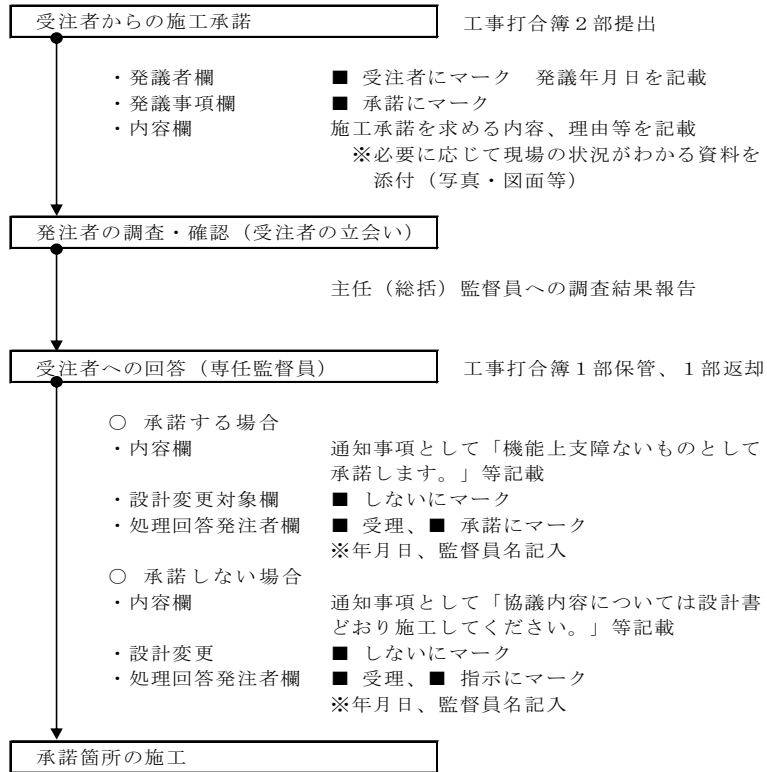 受注者からの施工承諾　工事打合簿２部提出
・発議者欄　■ 受注者にマーク　発議年月日を記載
・発議事項欄　■ 承諾にマーク
・内容欄　施工承諾を求める内容、理由等を記載
※必要に応じて現場の状況がわかる資料を
添付（写真・図面等）
発注者の調査・確認（受注者の立会い）
主任（総括）監督員への調査結果報告
受注者への回答（専任監督員）　工事打合簿１部保管、１部返却
○ 承諾する場合
・内容欄　通知事項として「機能上支障ないものとして
承諾します。」等記載
・設計変更対象欄　■ しないにマーク
・処理回答発注者欄　■ 受理、■ 承諾にマーク
※年月日、監督員名記入
○ 承諾しない場合
・内容欄　通知事項として「協議内容については設計書
どおり施工してください。」等記載
・設計変更　■ しないにマーク
・処理回答発注者欄　■ 受理、■ 指示にマーク
※年月日、監督員名記入
承諾箇所の施工